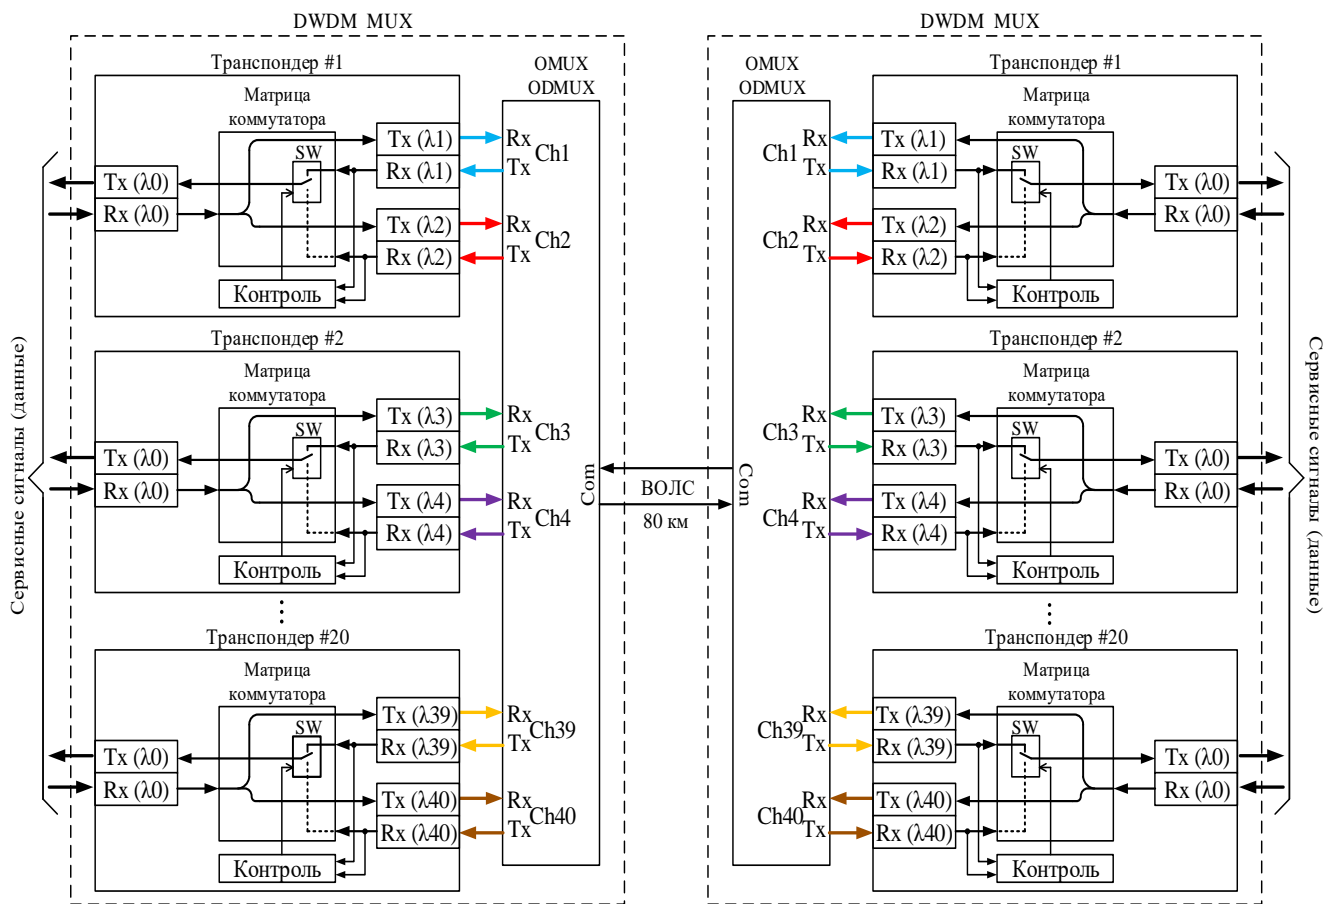 DWDM MUX
Транспондер #1
OMUX
ODMUX
Матрица
коммутатора
SW
Tx (λ1)
Rx (λ1)
Rx
Ch1
Tx
Tx (λ0)
Rx (λ0)
Tx (λ2)
Rx (λ2)
Rx
Ch2
Tx
Контроль
Транспондер #2
Матрица
коммутатора
SW
Tx (λ3)
Rx (λ3)
Rx
Ch3
Tx
Tx (λ0)
Rx (λ0)
Tx (λ4)
Rx (λ4)
Rx
Ch4
Tx
Контроль
Транспондер #20
Матрица
коммутатора
SW
Tx (λ39)
Rx (λ39)
Rx
Ch39
Tx
Tx (λ0)
Rx (λ0)
Tx (λ40)
Rx (λ40)
Rx
Ch40
Tx
Контроль
Сервисные сигналы (данные)
Com
ВОЛС
80 км
Com
DWDM MUX
OMUX
ODMUX
Транспондер #1
Матрица
коммутатора
Rx
Ch1
Tx
Tx (λ1)
Rx (λ1)
SW
Tx (λ0)
Rx (λ0)
Rx
Ch2
Tx
Tx (λ2)
Rx (λ2)
Контроль
Транспондер #2
Матрица
коммутатора
Rx
Ch3
Tx
Tx (λ3)
Rx (λ3)
SW
Tx (λ0)
Rx (λ0)
Rx
Ch4
Tx
Tx (λ4)
Rx (λ4)
Контроль
Транспондер #20
Матрица
коммутатора
Rx
Ch39
Tx
Tx (λ39)
Rx (λ39)
SW
Tx (λ0)
Rx (λ0)
Rx
Ch40
Tx
Tx (λ40)
Rx (λ40)
Контроль
Сервисные сигналы (данные)